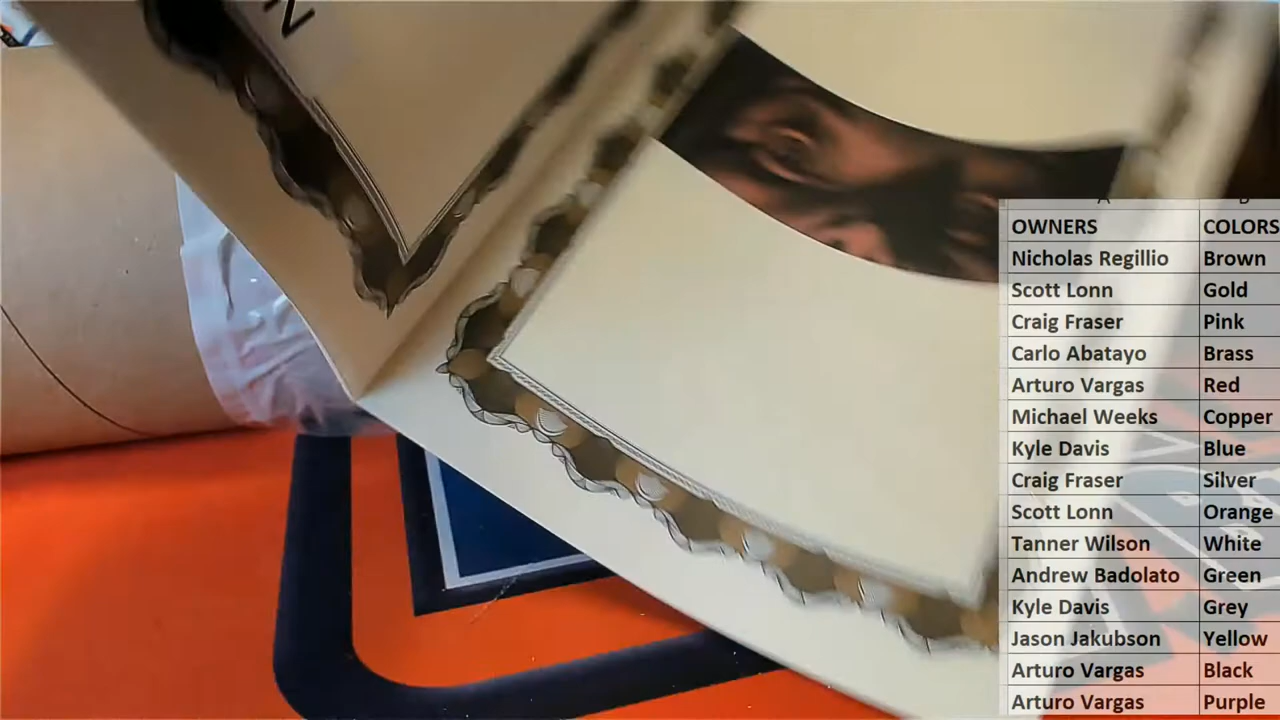 OWNERS COLORS
Nicholas Regillio Brown
Scott Lonn Gold
Craig Fraser Pink
Carlo Abatayo Brass
Arturo Vargas Red
Michael Weeks Copper
Kyle Davis Blue
Craig Fraser Silver
Scott Lonn Orange
Tanner Wilson White
Andrew Badolato Green
Kyle Davis Grey
Jason Jakubson Yellow
Arturo Vargas Black
Arturo Vargas Purple